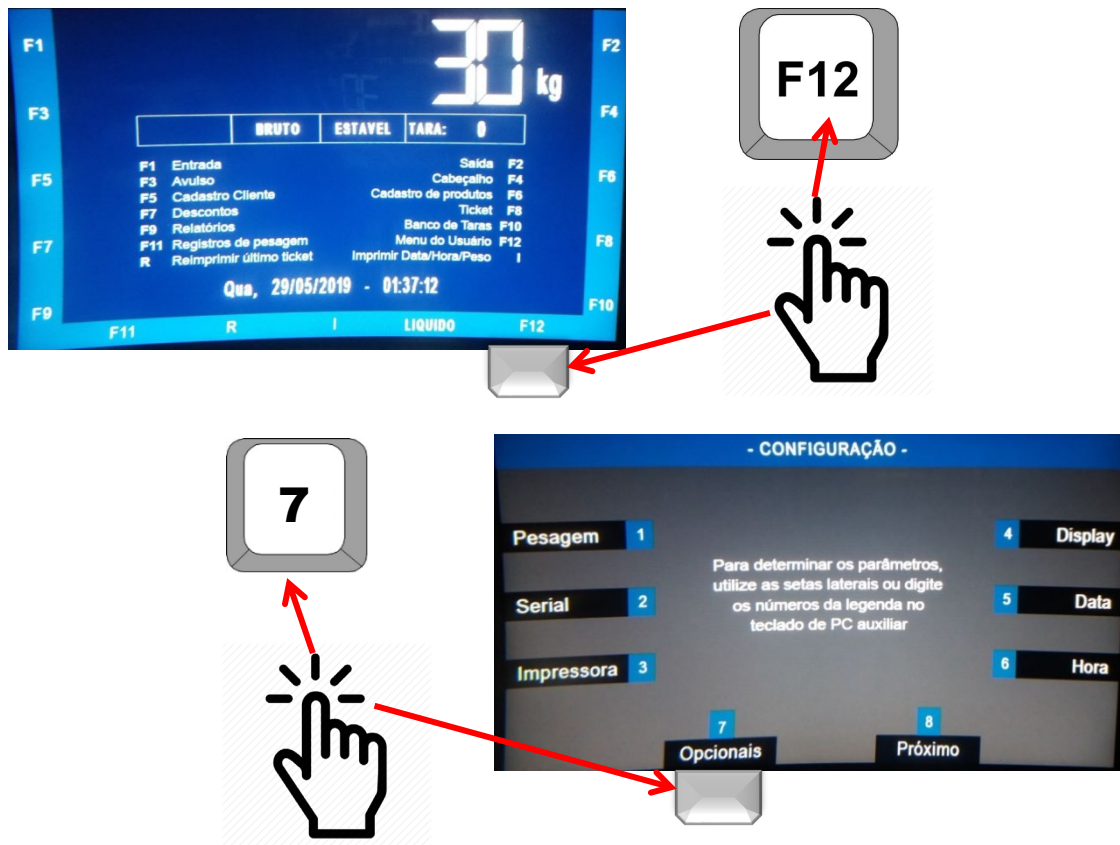 F1
30 kg
F2
F12
F3
F4
BRUTO ESTAVEL TARA: 0
F1 Entrada Saída F2
F3 Avulso Cabeçalho F4
F5
F6
F5 Cadastro Cliente Cadastro de produtos F6
F7 Descontos Ticket F8
F9 Relatórios Banco de Taras F10
F7
F8
F11 Registros de pesagem Menu do Usuário F12
R Reimprimir último ticket Imprimir Data/Hora/Peso I
Qua, 29/05/2019 - 01:37:12
F9
F10
F11 R I LIQUIDO F12
7
- CONFIGURAÇÃO -
Pesagem 1
4 Display
Para determinar os parâmetros,
utilize as setas laterais ou digite
os números da legenda no
teclado de PC auxiliar
Serial 2
5 Data
Impressora 3
6 Hora
7
Opcionais
8
Próximo